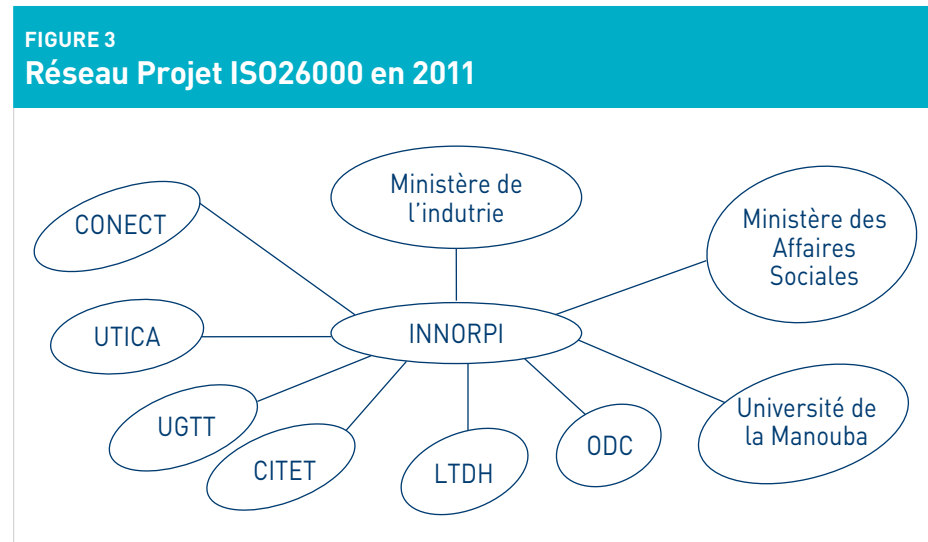 FIGURE 3
Réseau Projet ISO26000 en 2011
Ministère de
l'indutrie
CONECT
Ministère des
Affaires
Sociales
UTICA
INNORPI
UGTT
CITET
LTDH
ODC
Université de
la Manouba